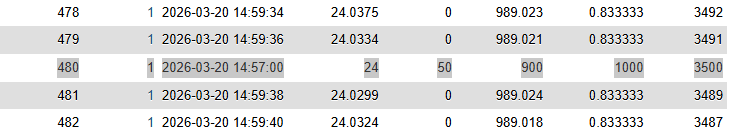 478 1 2026-03-20 14:59:34 24.0375 0 989.023 0.833333 3492
479 1 2026-03-20 14:59:36 24.0334 0 989.021 0.833333 3491
480 1 2026-03-20 14:57:00 24 50 900 1000 3500
481 1 2026-03-20 14:59:38 24.0299 0 989.024 0.833333 3489
482 1 2026-03-20 14:59:40 24.0324 0 989.018 0.833333 3487